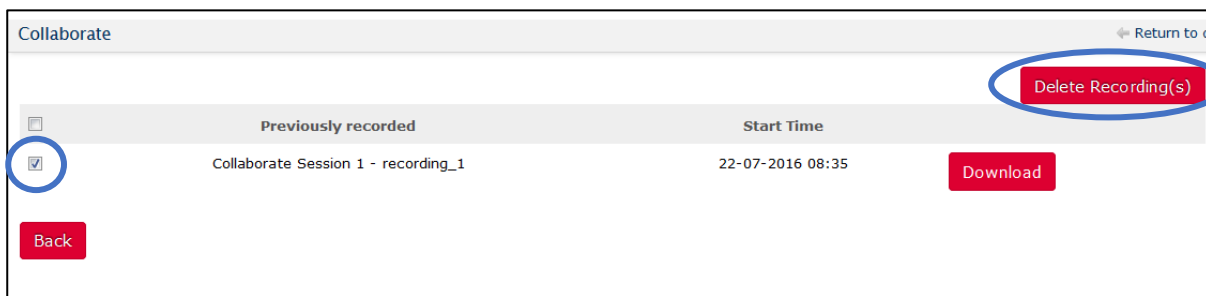 Collaborate Return to
Delete Recording(s)
Previously recorded Start Time
Collaborate Session 1 - recording_1 22-07-2016 08:35 Download
Back